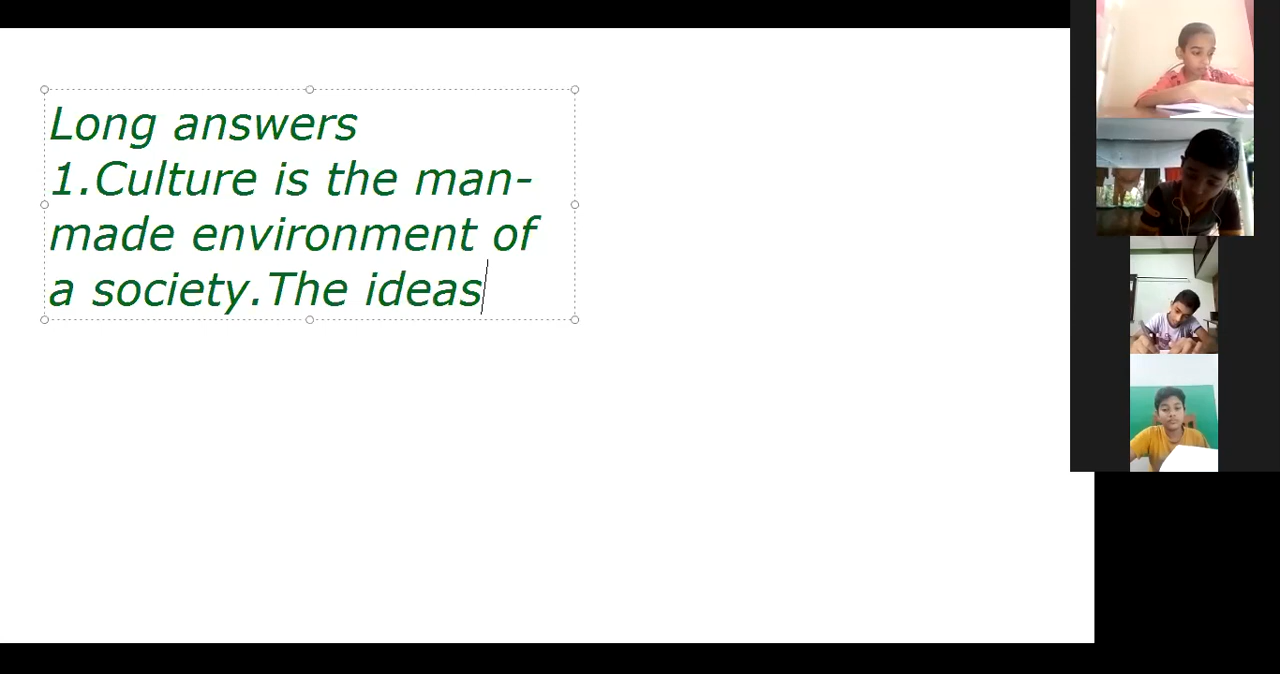 Long answers
1.Culture is the man-
made environment of
a society.The ideas